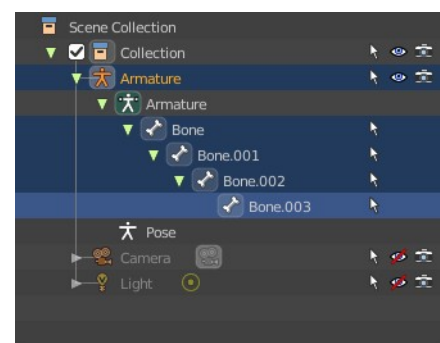 Scene Collection
Collection
Armature
Armature
Bone
Bone.001
Bone.002
Bone.003
Pose
Camera
Light